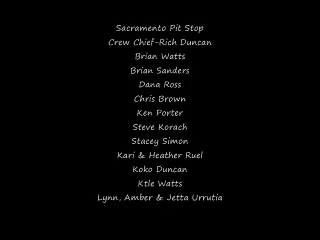 Sacramento Pit Stop
Crew Chief-Rich Duncan
Brian Watts
Brian Sanders
Dana Ross
Chris Brown
Ken Porter
Steve Korach
Stacey Simon
Kari & Heather Ruel
Koko Duncan
Ktle Watts
Lynn, Amber & Jetta Urrutia